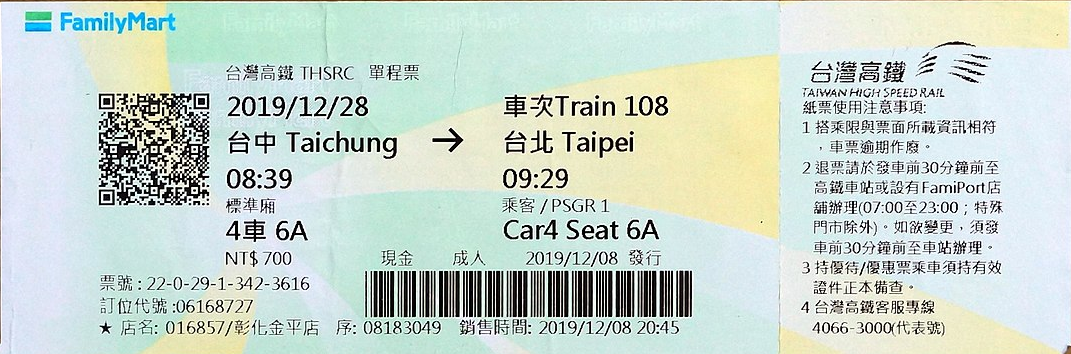 FamilyMart
台灣高鐵 THSRC 單程票
2019/12/28 車次Train 108
台中 Taichung → 台北 Taipei
08:39 09:29
標準廂 乘客 / PSGR 1
4車 6A Car4 Seat 6A
NT$ 700 現金 成人 2019/12/08 發行
票號 : 22-0-29-1-342-3616
訂位代號 :06168727
★ 店名: 016857/彰化金平店 序: 08183049 銷售時間: 2019/12/08 20:45
台灣高鐵
TAIWAN HIGH SPEED RAIL
紙票使用注意事項:
1 搭乘限與票面所載資訊相符
，車票逾期作廢。
2 退票請於發車前30分鐘前至
高鐵車站或設有FamiPort店
舖辦理(07:00至23:00；特殊
門市除外)。如欲變更，須發
車前30分鐘前至車站辦理。
3 持優待/優惠票乘車須持有效
證件正本備查。
4 台灣高鐵客服專線
4066-3000(代表號)